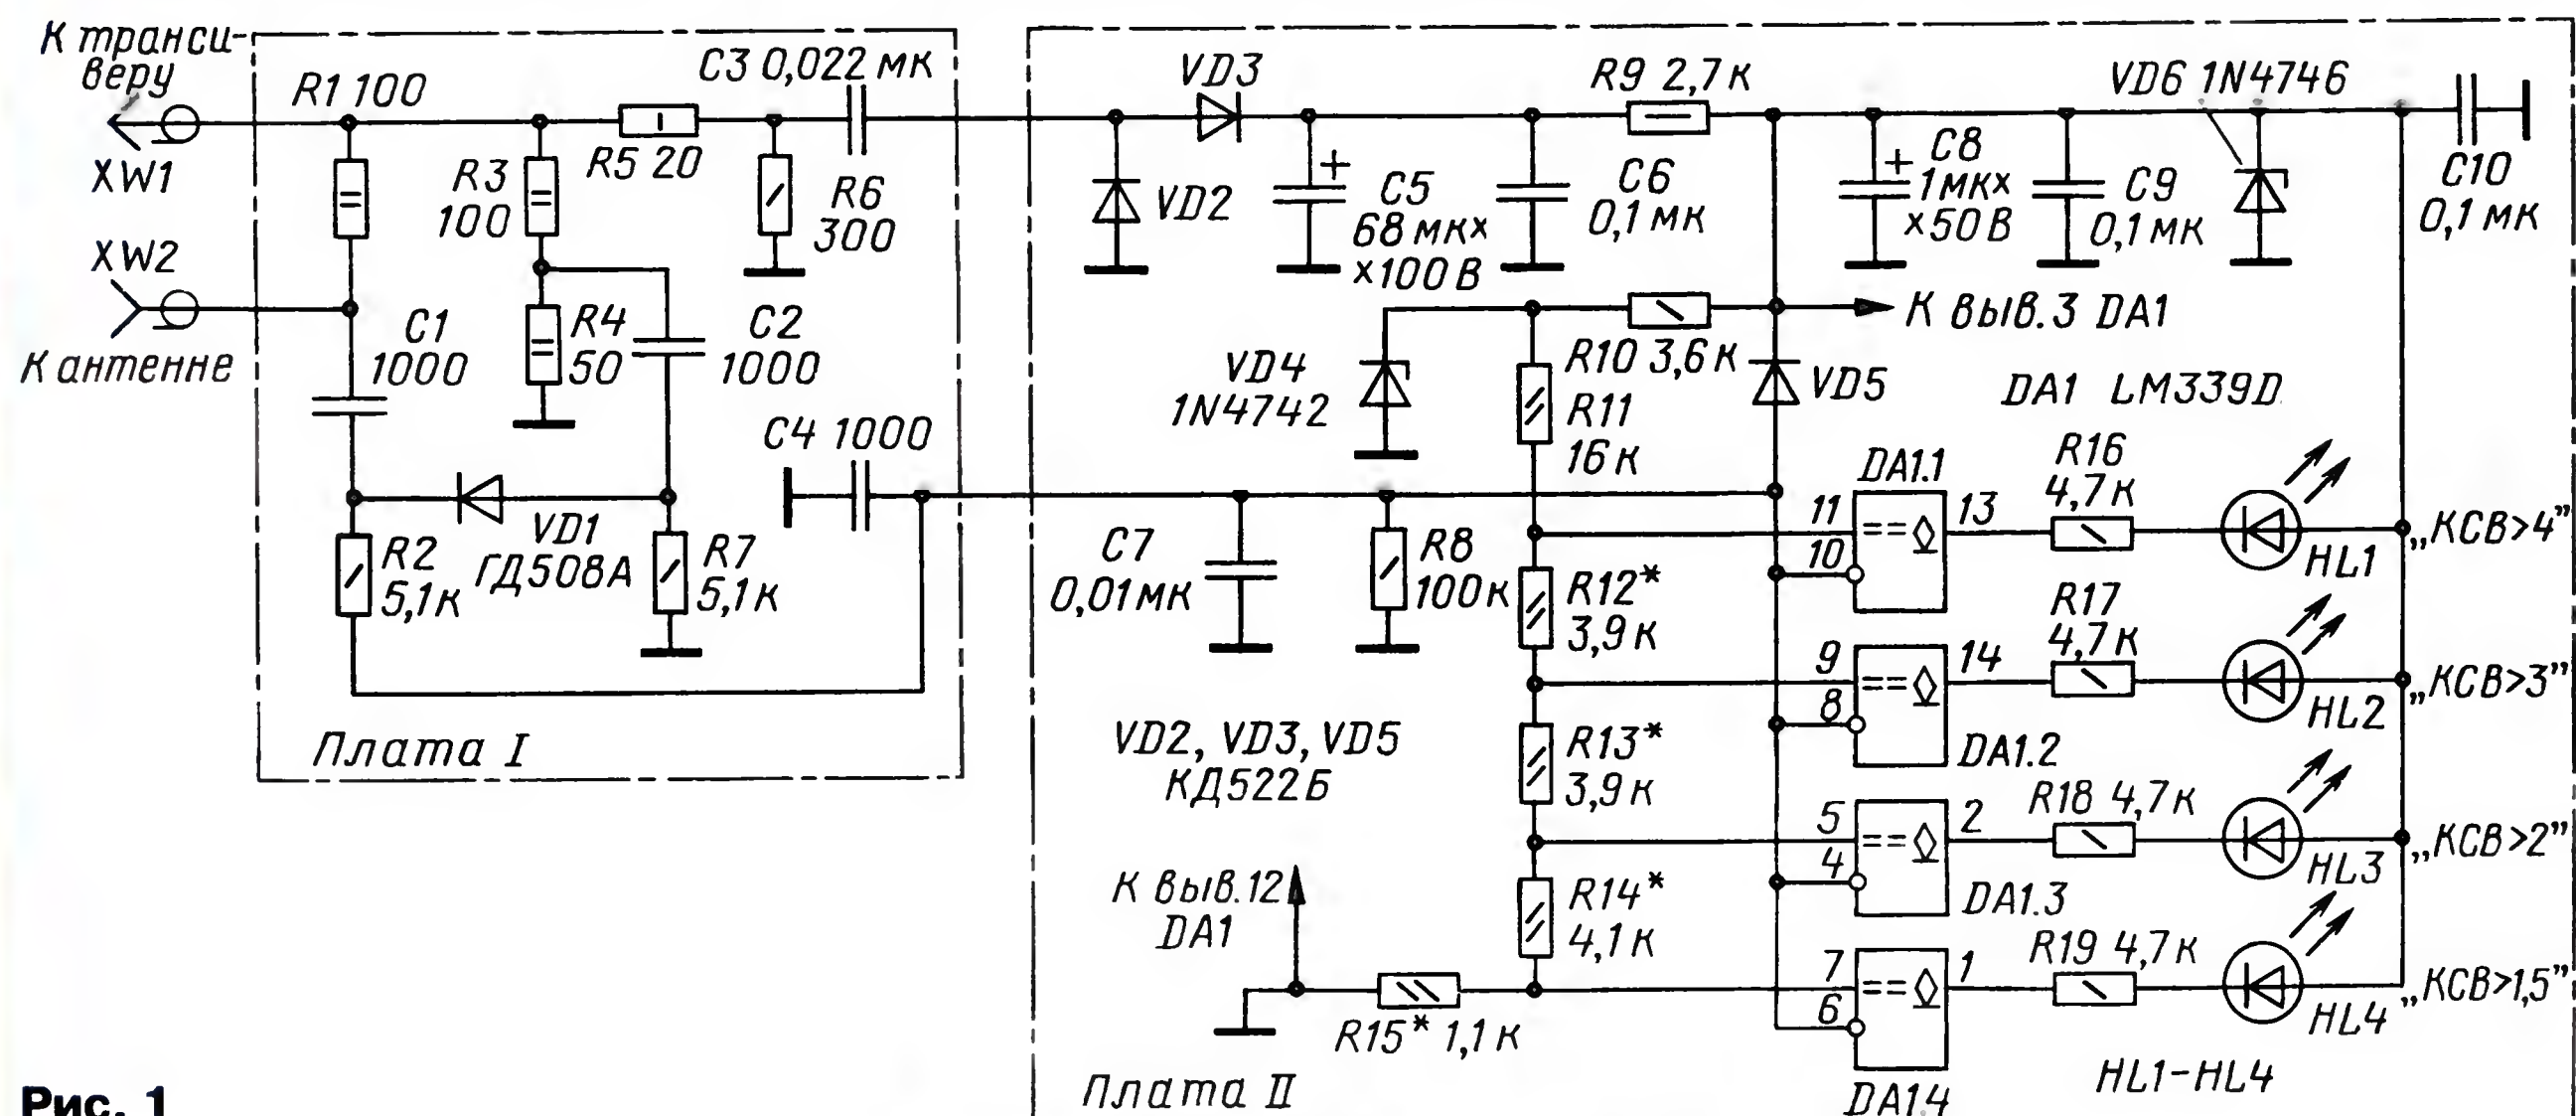 К транси-
веру
XW1
XW2
К антенне
R1 100
R3
100
R5 20
C3 0,022 мк
R6
300
C1
1000
R4
50
C2
1000
C4 1000
VD1
ГД508А
R2
5,1 к
R7
5,1 к
Плата I
VD3
VD2
C5
68 мк×
×100 В
C6
0,1 мк
R9 2,7 к
C8
1 мк×
×50 В
C9
0,1 мк
VD6 1N4746
C10
0,1 мк
К выв.3 DA1
R10 3,6 к
VD4
1N4742
R11
16 к
VD5
DA1 LM339D
C7
0,01 мк
R8
100 к
R12*
3,9 к
R13*
3,9 к
R14*
4,1 к
R15* 1,1 к
VD2, VD3, VD5
КД522Б
К выв.12
DA1
DA1.1
11
10
== ◊
13
R16
4,7 к
HL1
„КСВ>4”
9
8
== ◊
14
DA1.2
R17
4,7 к
HL2
„КСВ>3”
5
4
== ◊
2
DA1.3
R18 4,7 к
HL3
„КСВ>2”
7
6
== ◊
1
DA1.4
R19 4,7 к
HL4
„КСВ>1,5”
HL1-HL4
Плата II
Рис. 1